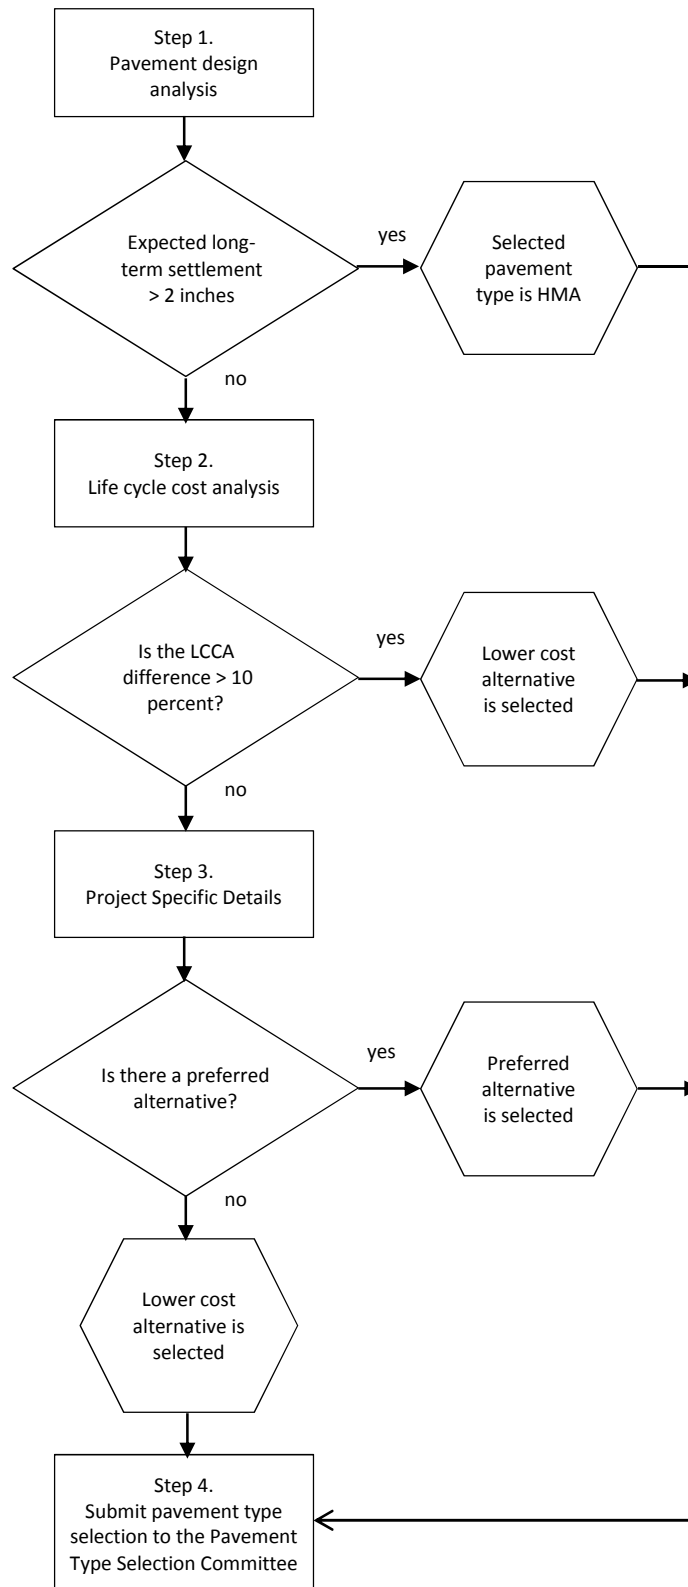 Step 1.
Pavement design
analysis
Expected long-
term settlement
> 2 inches
yes
Selected
pavement
type is HMA
no
Step 2.
Life cycle cost analysis
Is the LCCA
difference > 10
percent?
yes
Lower cost
alternative
is selected
no
Step 3.
Project Specific Details
Is there a preferred
alternative?
yes
Preferred
alternative
is selected
no
Lower cost
alternative is
selected
Step 4.
Submit pavement type
selection to the Pavement
Type Selection Committee